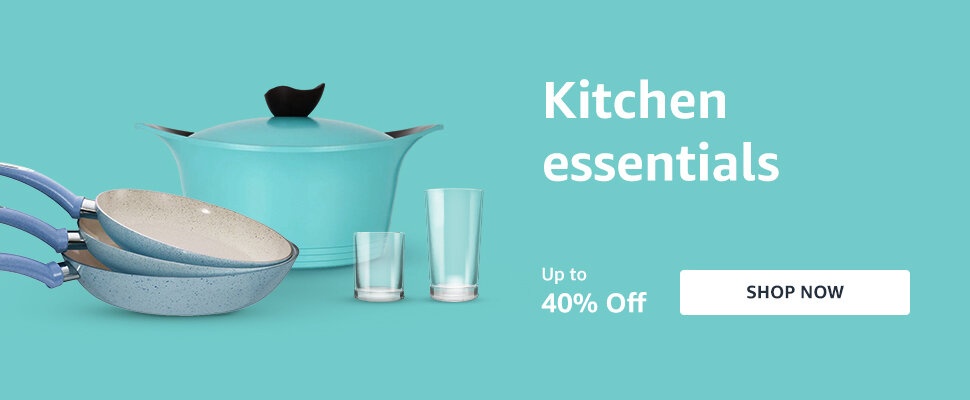 Kitchen
essentials
Up to
40% Off
SHOP NOW